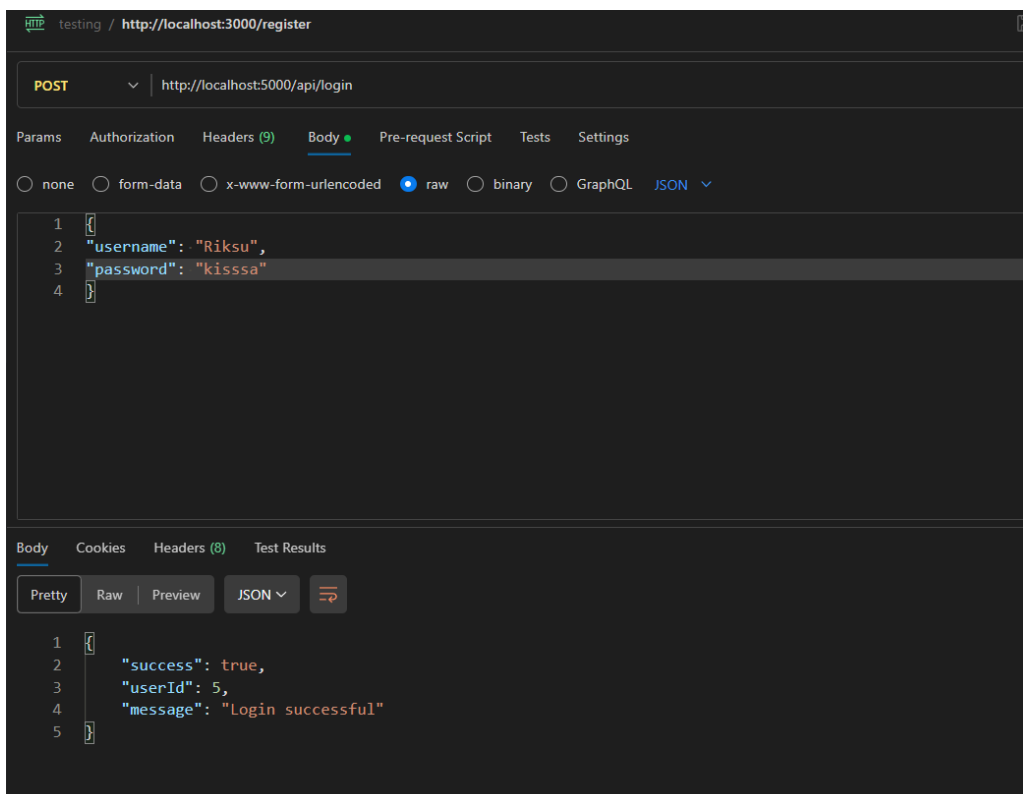 HTTP testing / http://localhost:3000/register
POST http://localhost:5000/api/login
Params Authorization Headers (9) Body Pre-request Script Tests Settings
none form-data x-www-form-urlencoded raw binary GraphQL JSON
1 {
2 "username": "Riksu",
3 "password": "kisssa"
4 }
Body Cookies Headers (8) Test Results
Pretty Raw Preview JSON
1 {
2 "success": true,
3 "userId": 5,
4 "message": "Login successful"
5 }